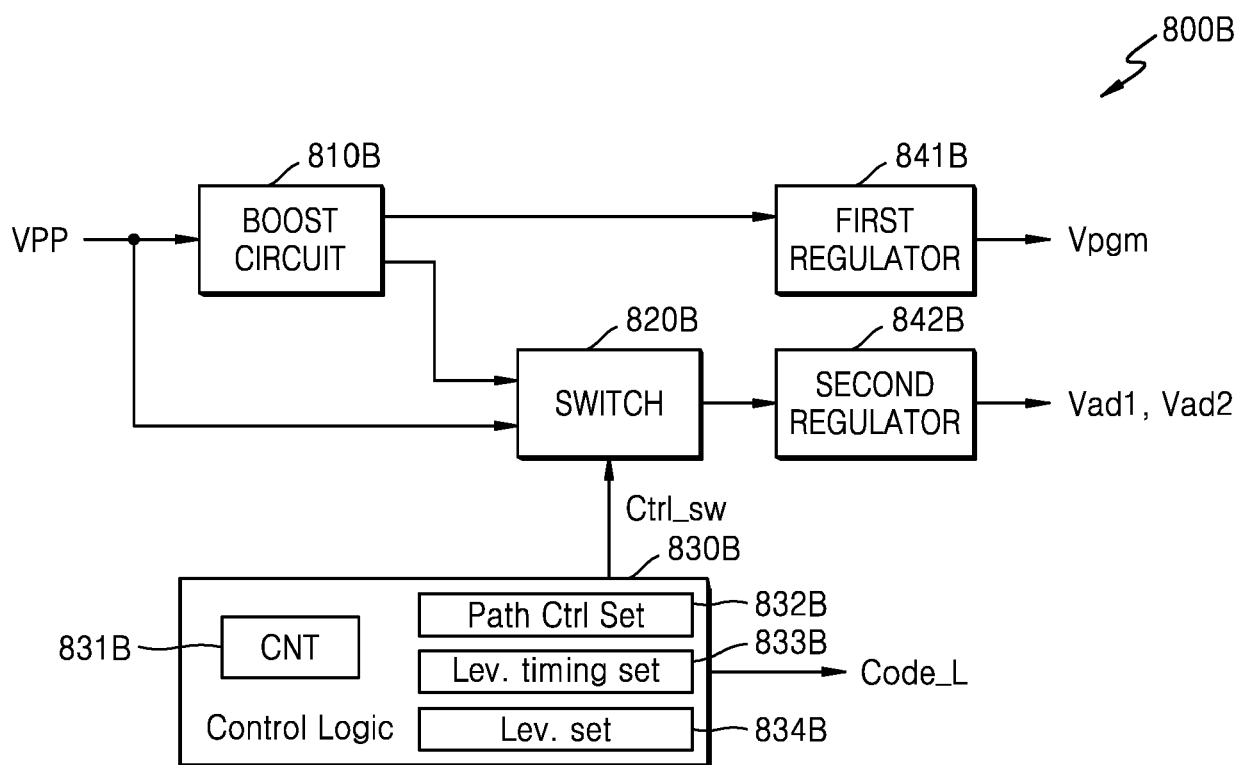 800B
810B
841B
VPP
BOOST
CIRCUIT
FIRST
REGULATOR
Vpgm
820B
842B
SWITCH
SECOND
REGULATOR
Vad1, Vad2
Ctrl_sw
830B
831B
CNT
Path Ctrl Set
832B
Lev. timing set
833B
Code_L
Control Logic
Lev. set
834B